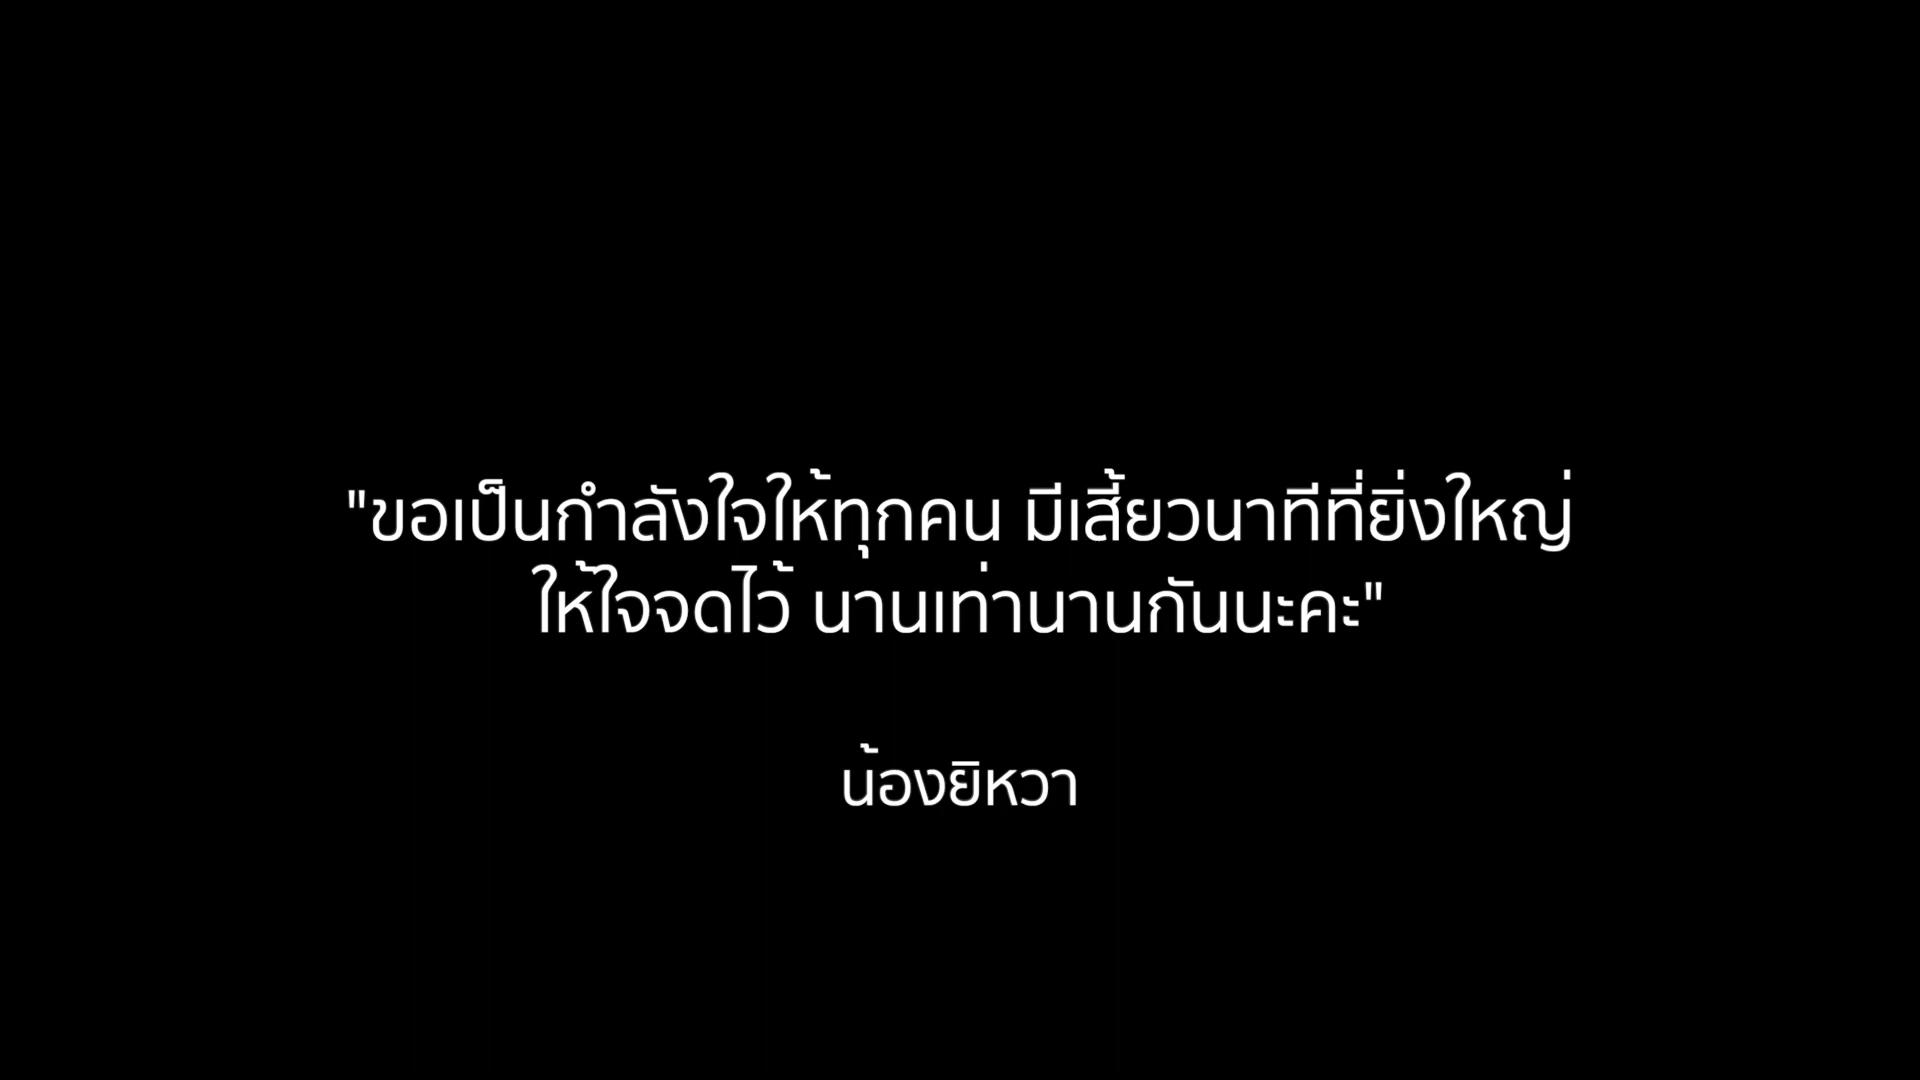 "ขอเป็นกำลังใจให้ทุกคน มีเสี้ยวนาทีที่ยิ่งใหญ่
ให้ใจจดไว้ นานเท่านานกันนะคะ"
น้องยิหวา